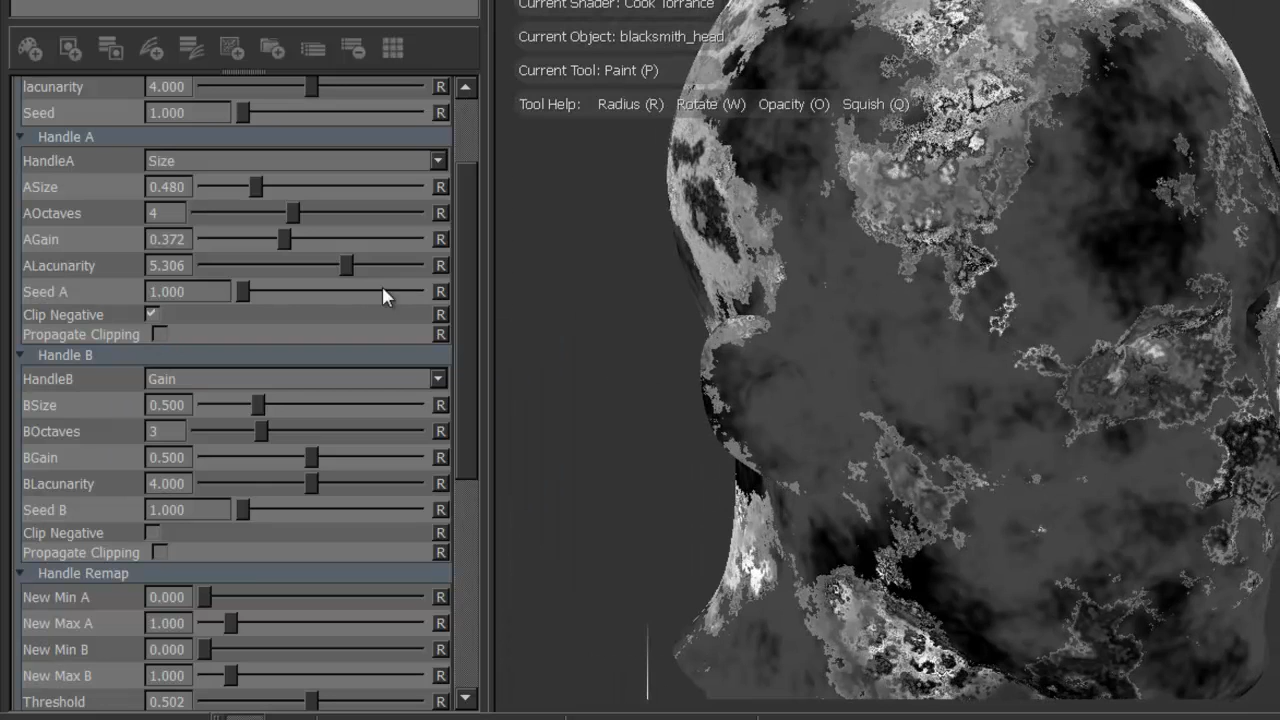 Current Shader: Cook Torrance
Current Object: blacksmith_head
Current Tool: Paint (P)
Tool Help: Radius (R) Rotate (W) Opacity (O) Squish (Q)
lacunarity 4.000 R
Seed 1.000 R
Handle A
HandleA Size
ASize 0.480 R
AOctaves 4 R
AGain 0.372 R
ALacunarity 5.306 R
Seed A 1.000 R
Clip Negative R
Propagate Clipping R
Handle B
HandleB Gain
BSize 0.500 R
BOctaves 3 R
BGain 0.500 R
BLacunarity 4.000 R
Seed B 1.000 R
Clip Negative R
Propagate Clipping R
Handle Remap
New Min A 0.000 R
New Max A 1.000 R
New Min B 0.000 R
New Max B 1.000 R
Threshold 0.502 R